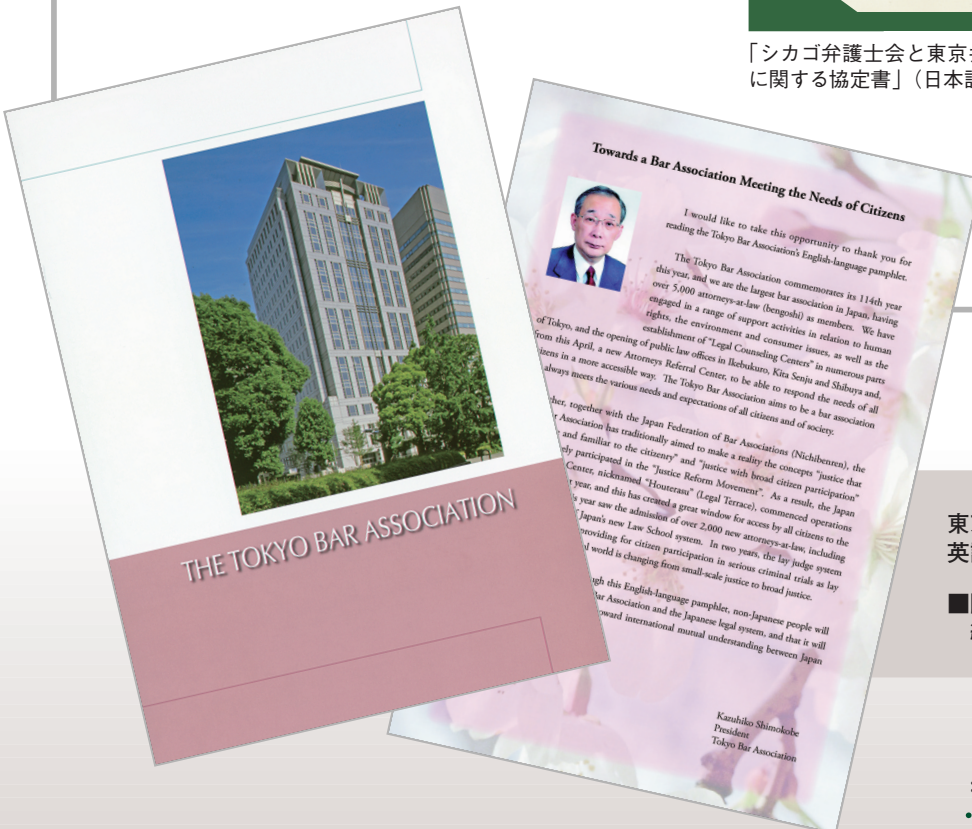 「シカゴ弁護士会と東京
に関する協定書」（日本
THE TOKYO BAR ASSOCIATION
Towards a Bar Association Meeting the Needs of Citizens
I would like to take this opportunity to thank you for
reading the Tokyo Bar Association's English-language pamphlet.
The Tokyo Bar Association commemorates its 114th year
this year, and we are the largest bar association in Japan, having
over 5,000 attorneys-at-law (bengoshi) as members. We have
engaged in a range of support activities in relation to human
rights, the environment and consumer issues, as well as the
establishment of "Legal Counseling Centers" in numerous parts
of Tokyo, and the opening of public law offices in Ikebukuro, Kita Senju and Shibuya and,
from this April, a new Attorneys Referral Center, to be able to respond the needs of all
izens in a more accessible way. The Tokyo Bar Association aims to be a bar association
always meets the various needs and expectations of all citizens and of society.
ther, together with the Japan Federation of Bar Associations (Nichibenren), the
r Association has traditionally aimed to make a reality the concepts "justice that
and familiar to the citizenry" and "justice with broad citizen participation"
ely participated in the "Justice Reform Movement". As a result, the Japan
Center, nicknamed "Houterasu" (Legal Terrace), commenced operations
t year, and this has created a great window for access by all citizens to the
s year saw the admission of over 2,000 new attorneys-at-law, including
f Japan's new Law School system. In two years, the lay judge system
providing for citizen participation in serious criminal trials as lay
l world is changing from small-scale justice to broad justice.
ugh this English-language pamphlet, non-Japanese people will
Bar Association and the Japanese legal system, and that it will
toward international mutual understanding between Japan
Kazuhiko Shimokobe
President
Tokyo Bar Association
東
英
■